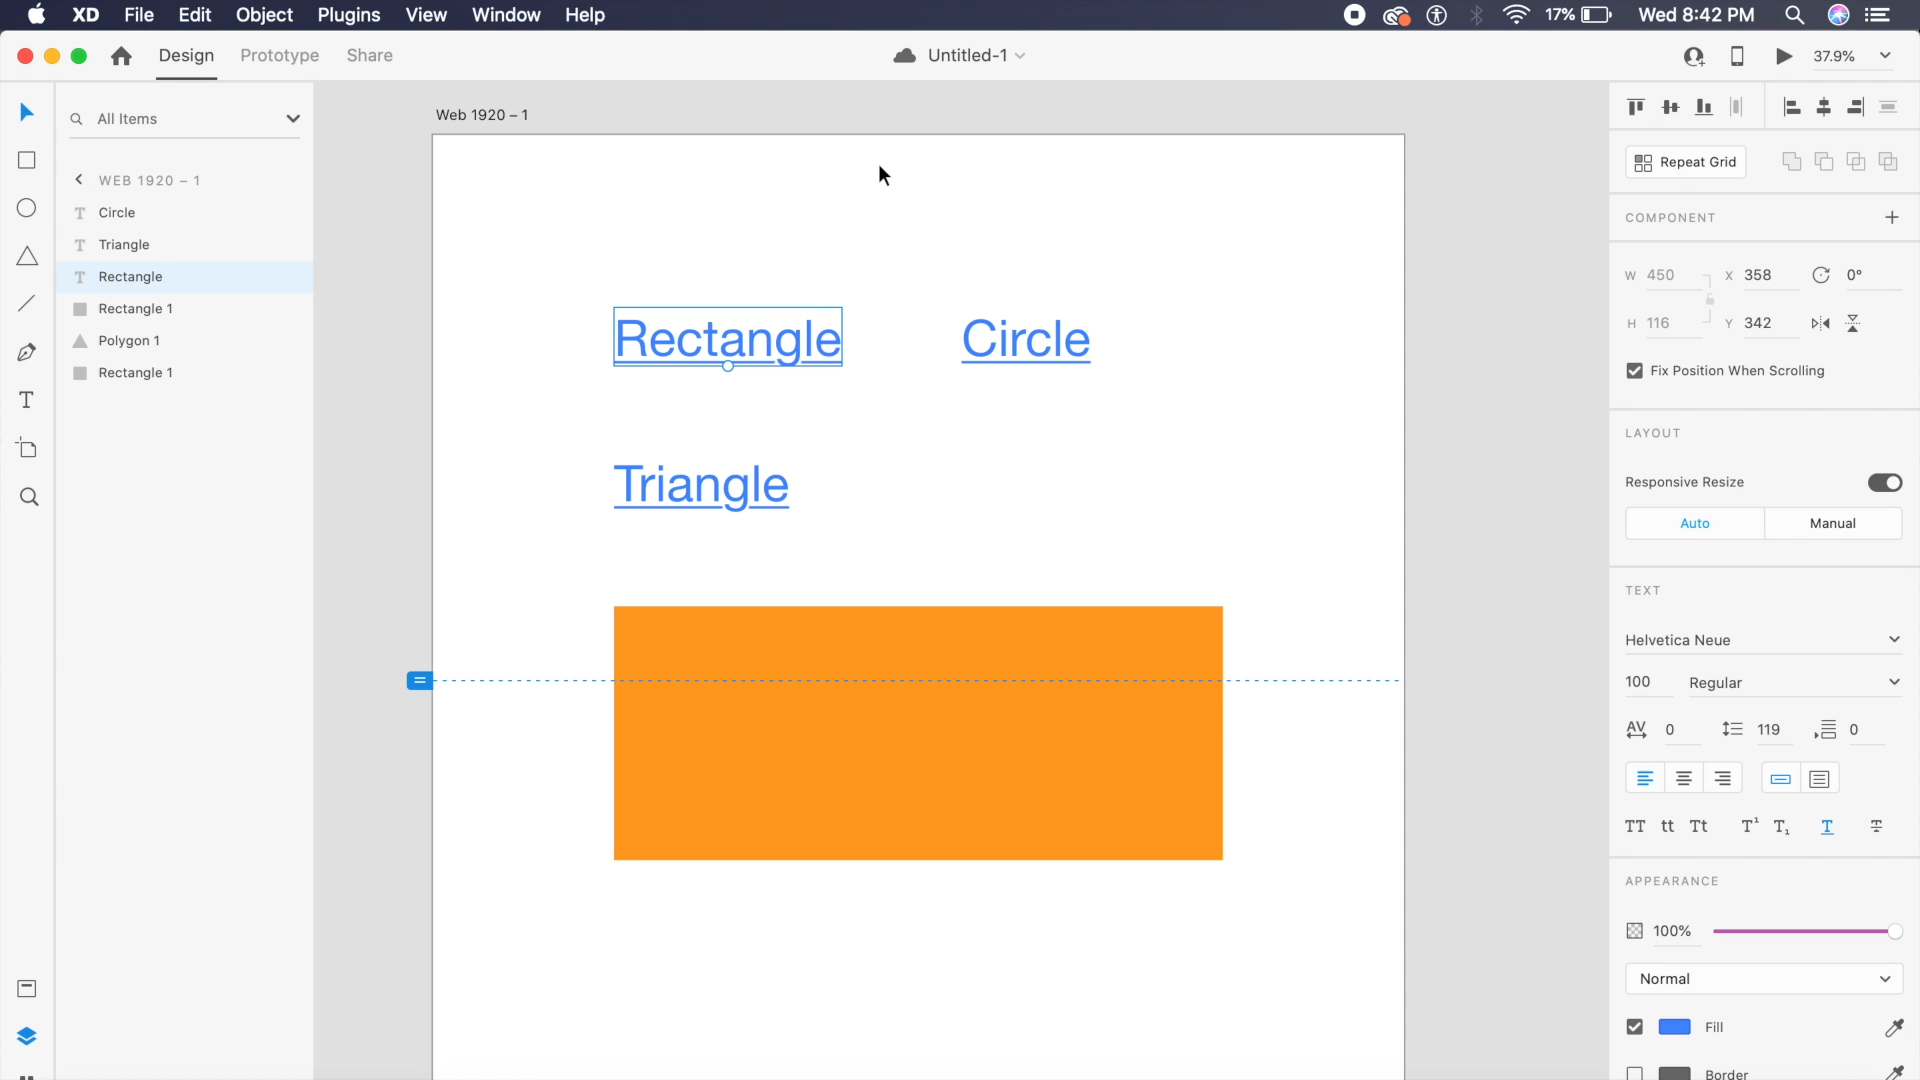 XD File Edit Object Plugins View Window Help 17% Wed 8:42 PM
Design Prototype Share Untitled-1 37.9%
All Items
WEB 1920 – 1
Circle
Triangle
Rectangle
Rectangle 1
Polygon 1
Rectangle 1
Web 1920 – 1
Rectangle Circle
Triangle
Repeat Grid
COMPONENT
W 450 X 358 0°
H 116 Y 342
Fix Position When Scrolling
LAYOUT
Responsive Resize
Auto Manual
TEXT
Helvetica Neue
100 Regular
AV 0 119 0
TT tt Tt T¹ T₁ T T
APPEARANCE
100%
Normal
Fill
Border